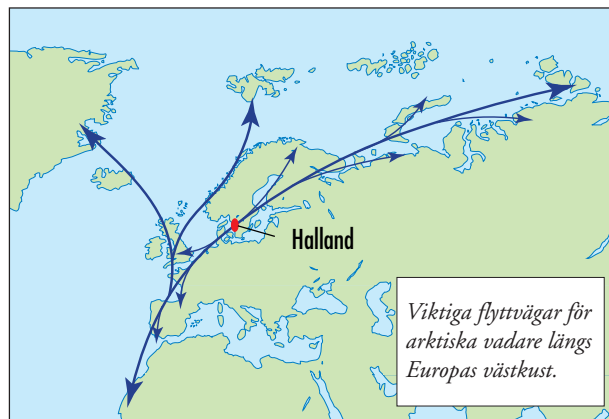 Halland
Viktiga flyttvägar för
arktiska vadare längs
Europas västkust.